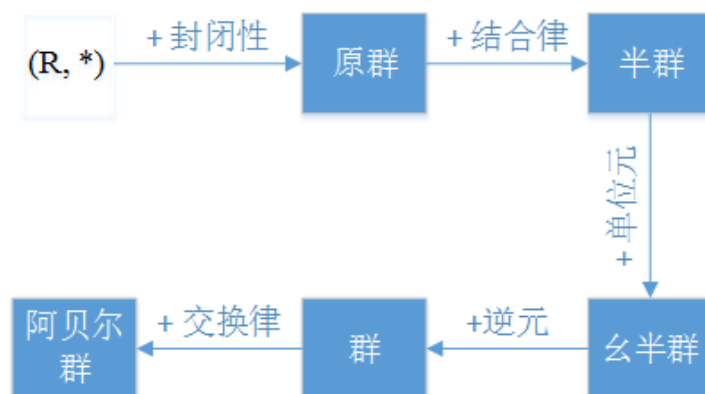 (R, *)
+ 封闭性
原群
+ 结合律
半群
+ 单位元
幺半群
+逆元
群
+ 交换律
阿贝尔
群